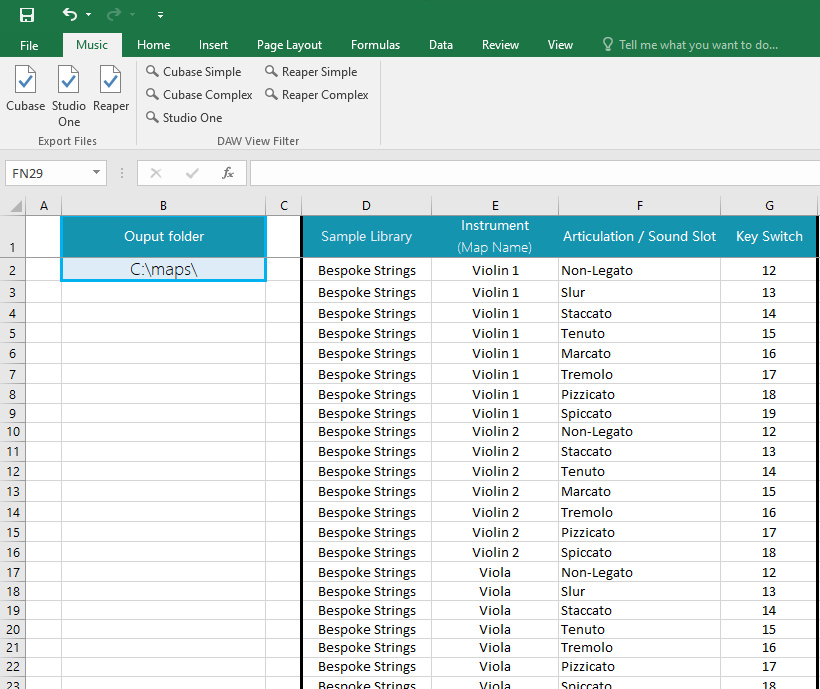 File Music Home Insert Page Layout Formulas Data Review View Tell me what you want to do...
Cubase Studio One Reaper
Export Files
Cubase Simple Reaper Simple
Cubase Complex Reaper Complex
Studio One
DAW View Filter
FN29 fx
A B C D E F G
1 Ouput folder Sample Library Instrument (Map Name) Articulation / Sound Slot Key Switch
2 C:\maps\ Bespoke Strings Violin 1 Non-Legato 12
3 Bespoke Strings Violin 1 Slur 13
4 Bespoke Strings Violin 1 Staccato 14
5 Bespoke Strings Violin 1 Tenuto 15
6 Bespoke Strings Violin 1 Marcato 16
7 Bespoke Strings Violin 1 Tremolo 17
8 Bespoke Strings Violin 1 Pizzicato 18
9 Bespoke Strings Violin 1 Spiccato 19
10 Bespoke Strings Violin 2 Non-Legato 12
11 Bespoke Strings Violin 2 Staccato 13
12 Bespoke Strings Violin 2 Tenuto 14
13 Bespoke Strings Violin 2 Marcato 15
14 Bespoke Strings Violin 2 Tremolo 16
15 Bespoke Strings Violin 2 Pizzicato 17
16 Bespoke Strings Violin 2 Spiccato 18
17 Bespoke Strings Viola Non-Legato 12
18 Bespoke Strings Viola Slur 13
19 Bespoke Strings Viola Staccato 14
20 Bespoke Strings Viola Tenuto 15
21 Bespoke Strings Viola Tremolo 16
22 Bespoke Strings Viola Pizzicato 17
23 Bespoke Strings Viola Spiccato 18